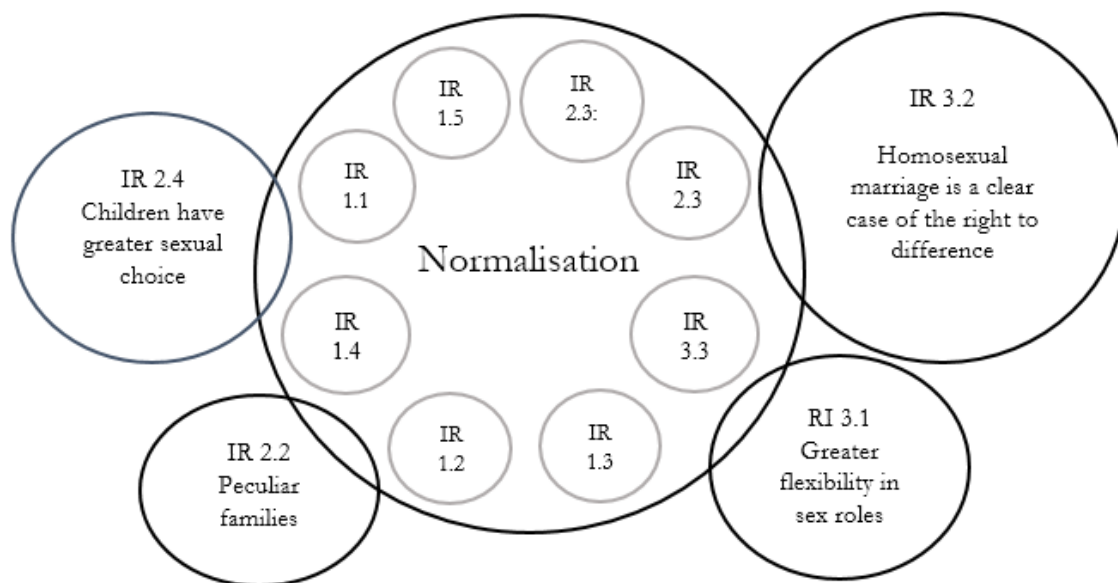 IR
1.5
IR
2.3:
IR 3.2
Homosexual
marriage is a clear
case of the right to
difference
IR 2.4
Children have
greater sexual
choice
IR
1.1
IR
2.3
Normalisation
IR
1.4
IR
3.3
IR 2.2
Peculiar
families
IR
1.2
IR
1.3
RI 3.1
Greater
flexibility in
sex roles